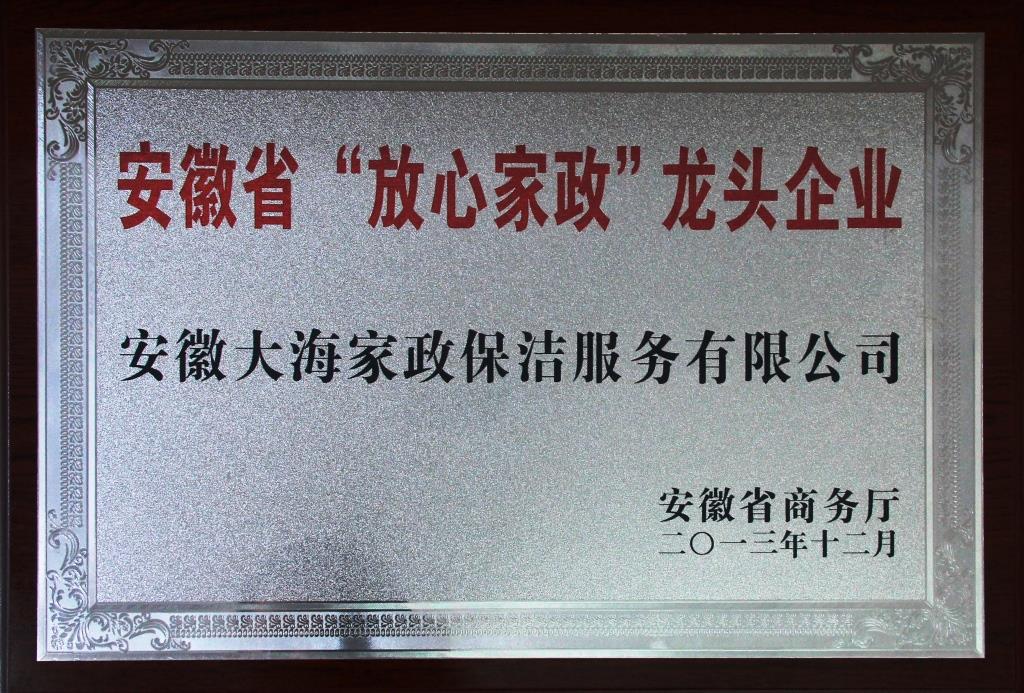 安徽省“放心家政”龙头企业
安徽大海家政保洁服务有限公司
安徽省商务厅
二〇一三年十二月